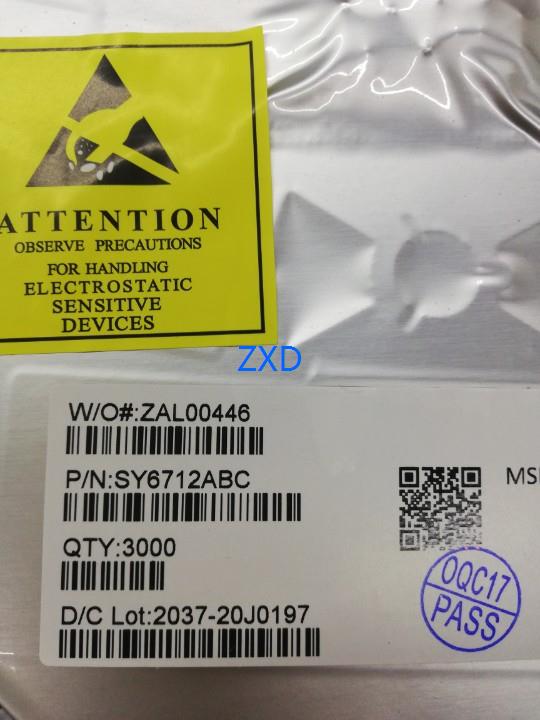 ATTENTION
OBSERVE PRECAUTIONS
FOR HANDLING
ELECTROSTATIC
SENSITIVE
DEVICES
ZXD
W/O#:ZAL00446
P/N:SY6712ABC
MS
QTY:3000
OQC17
PASS
D/C Lot:2037-20J0197